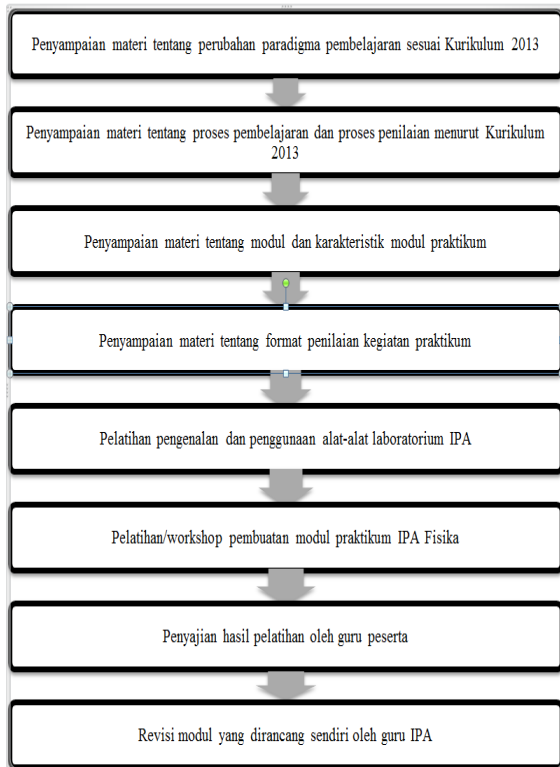 Penyampaian materi tentang perubahan paradigma pembelajaran sesuai Kurikulum 2013
Penyampaian materi tentang proses pembelajaran dan proses penilaian menurut Kurikulum
2013
Penyampaian materi tentang modul dan karakteristik modul praktikum
Penyampaian materi tentang format penilaian kegiatan praktikum
Pelatihan pengenalan dan penggunaan alat-alat laboratorium IPA
Pelatihan/workshop pembuatan modul praktikum IPA Fisika
Penyajian hasil pelatihan oleh guru peserta
Revisi modul yang dirancang sendiri oleh guru IPA